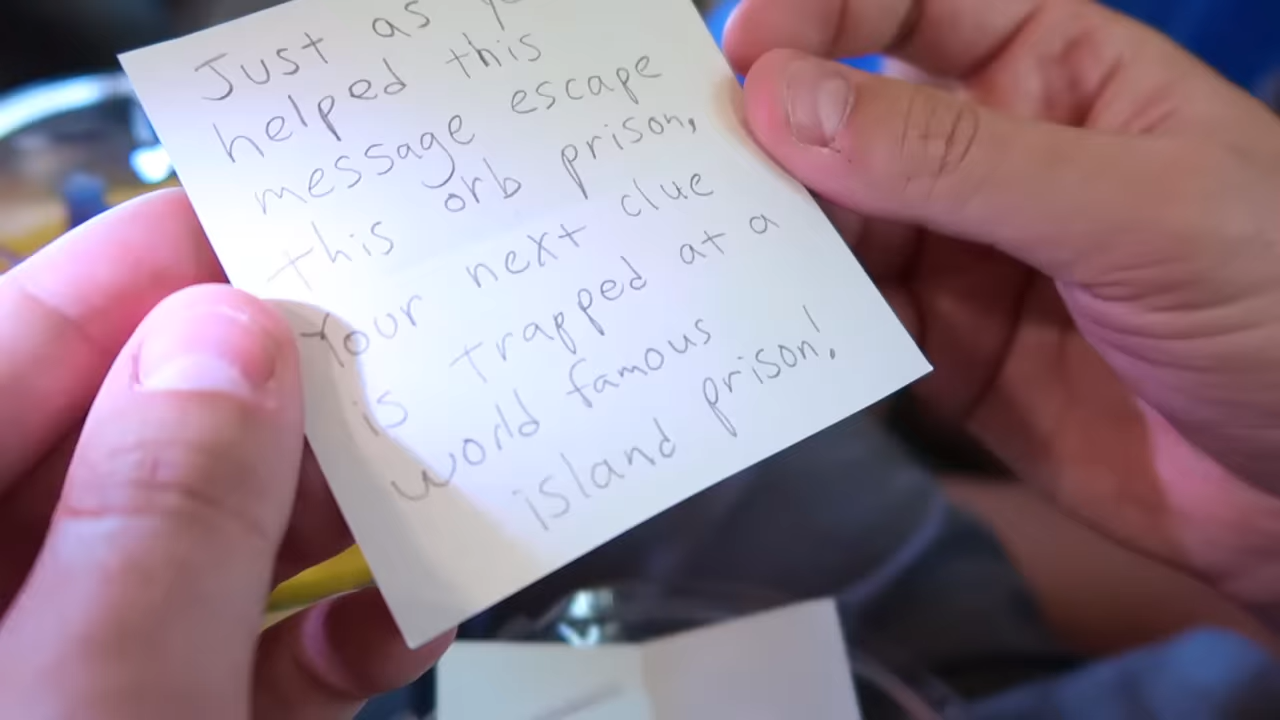 Just as
helped this
message escape
this orb prison,
Your next clue
is trapped at a
world famous
island prison!